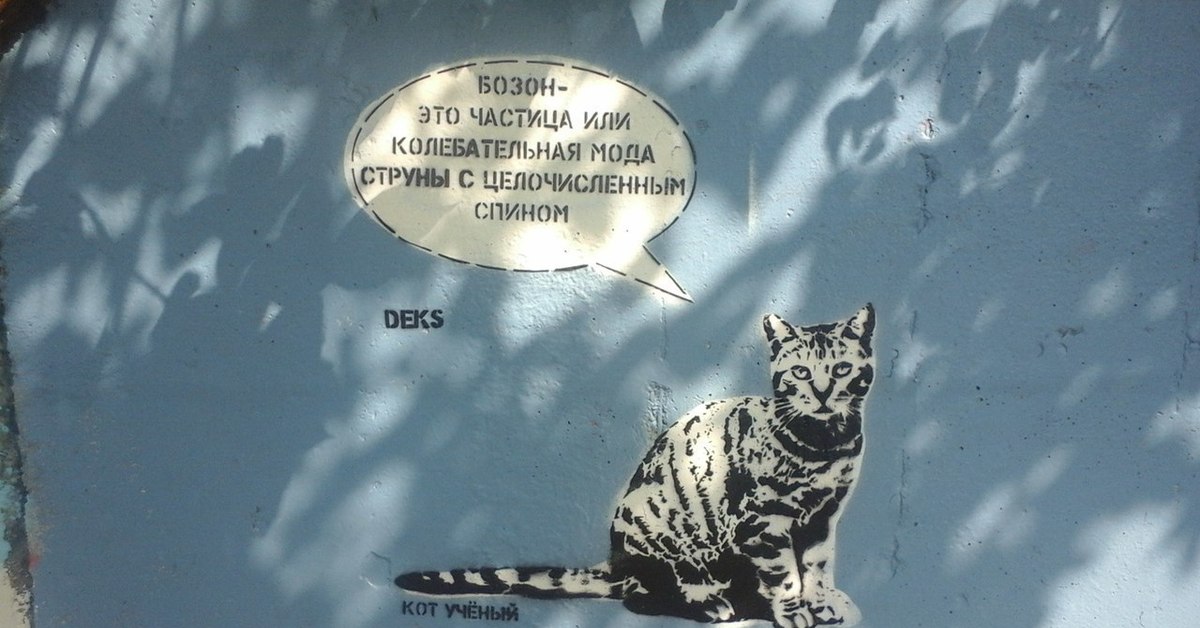 БОЗОН-
ЭТО ЧАСТИЦА ИЛИ
КОЛЕБАТЕЛЬНАЯ МОДА
СТРУНЫ С ЦЕЛОЧИСЛЕННЫМ
СПИНОМ
DEKS
КОТ УЧЁНЫЙ